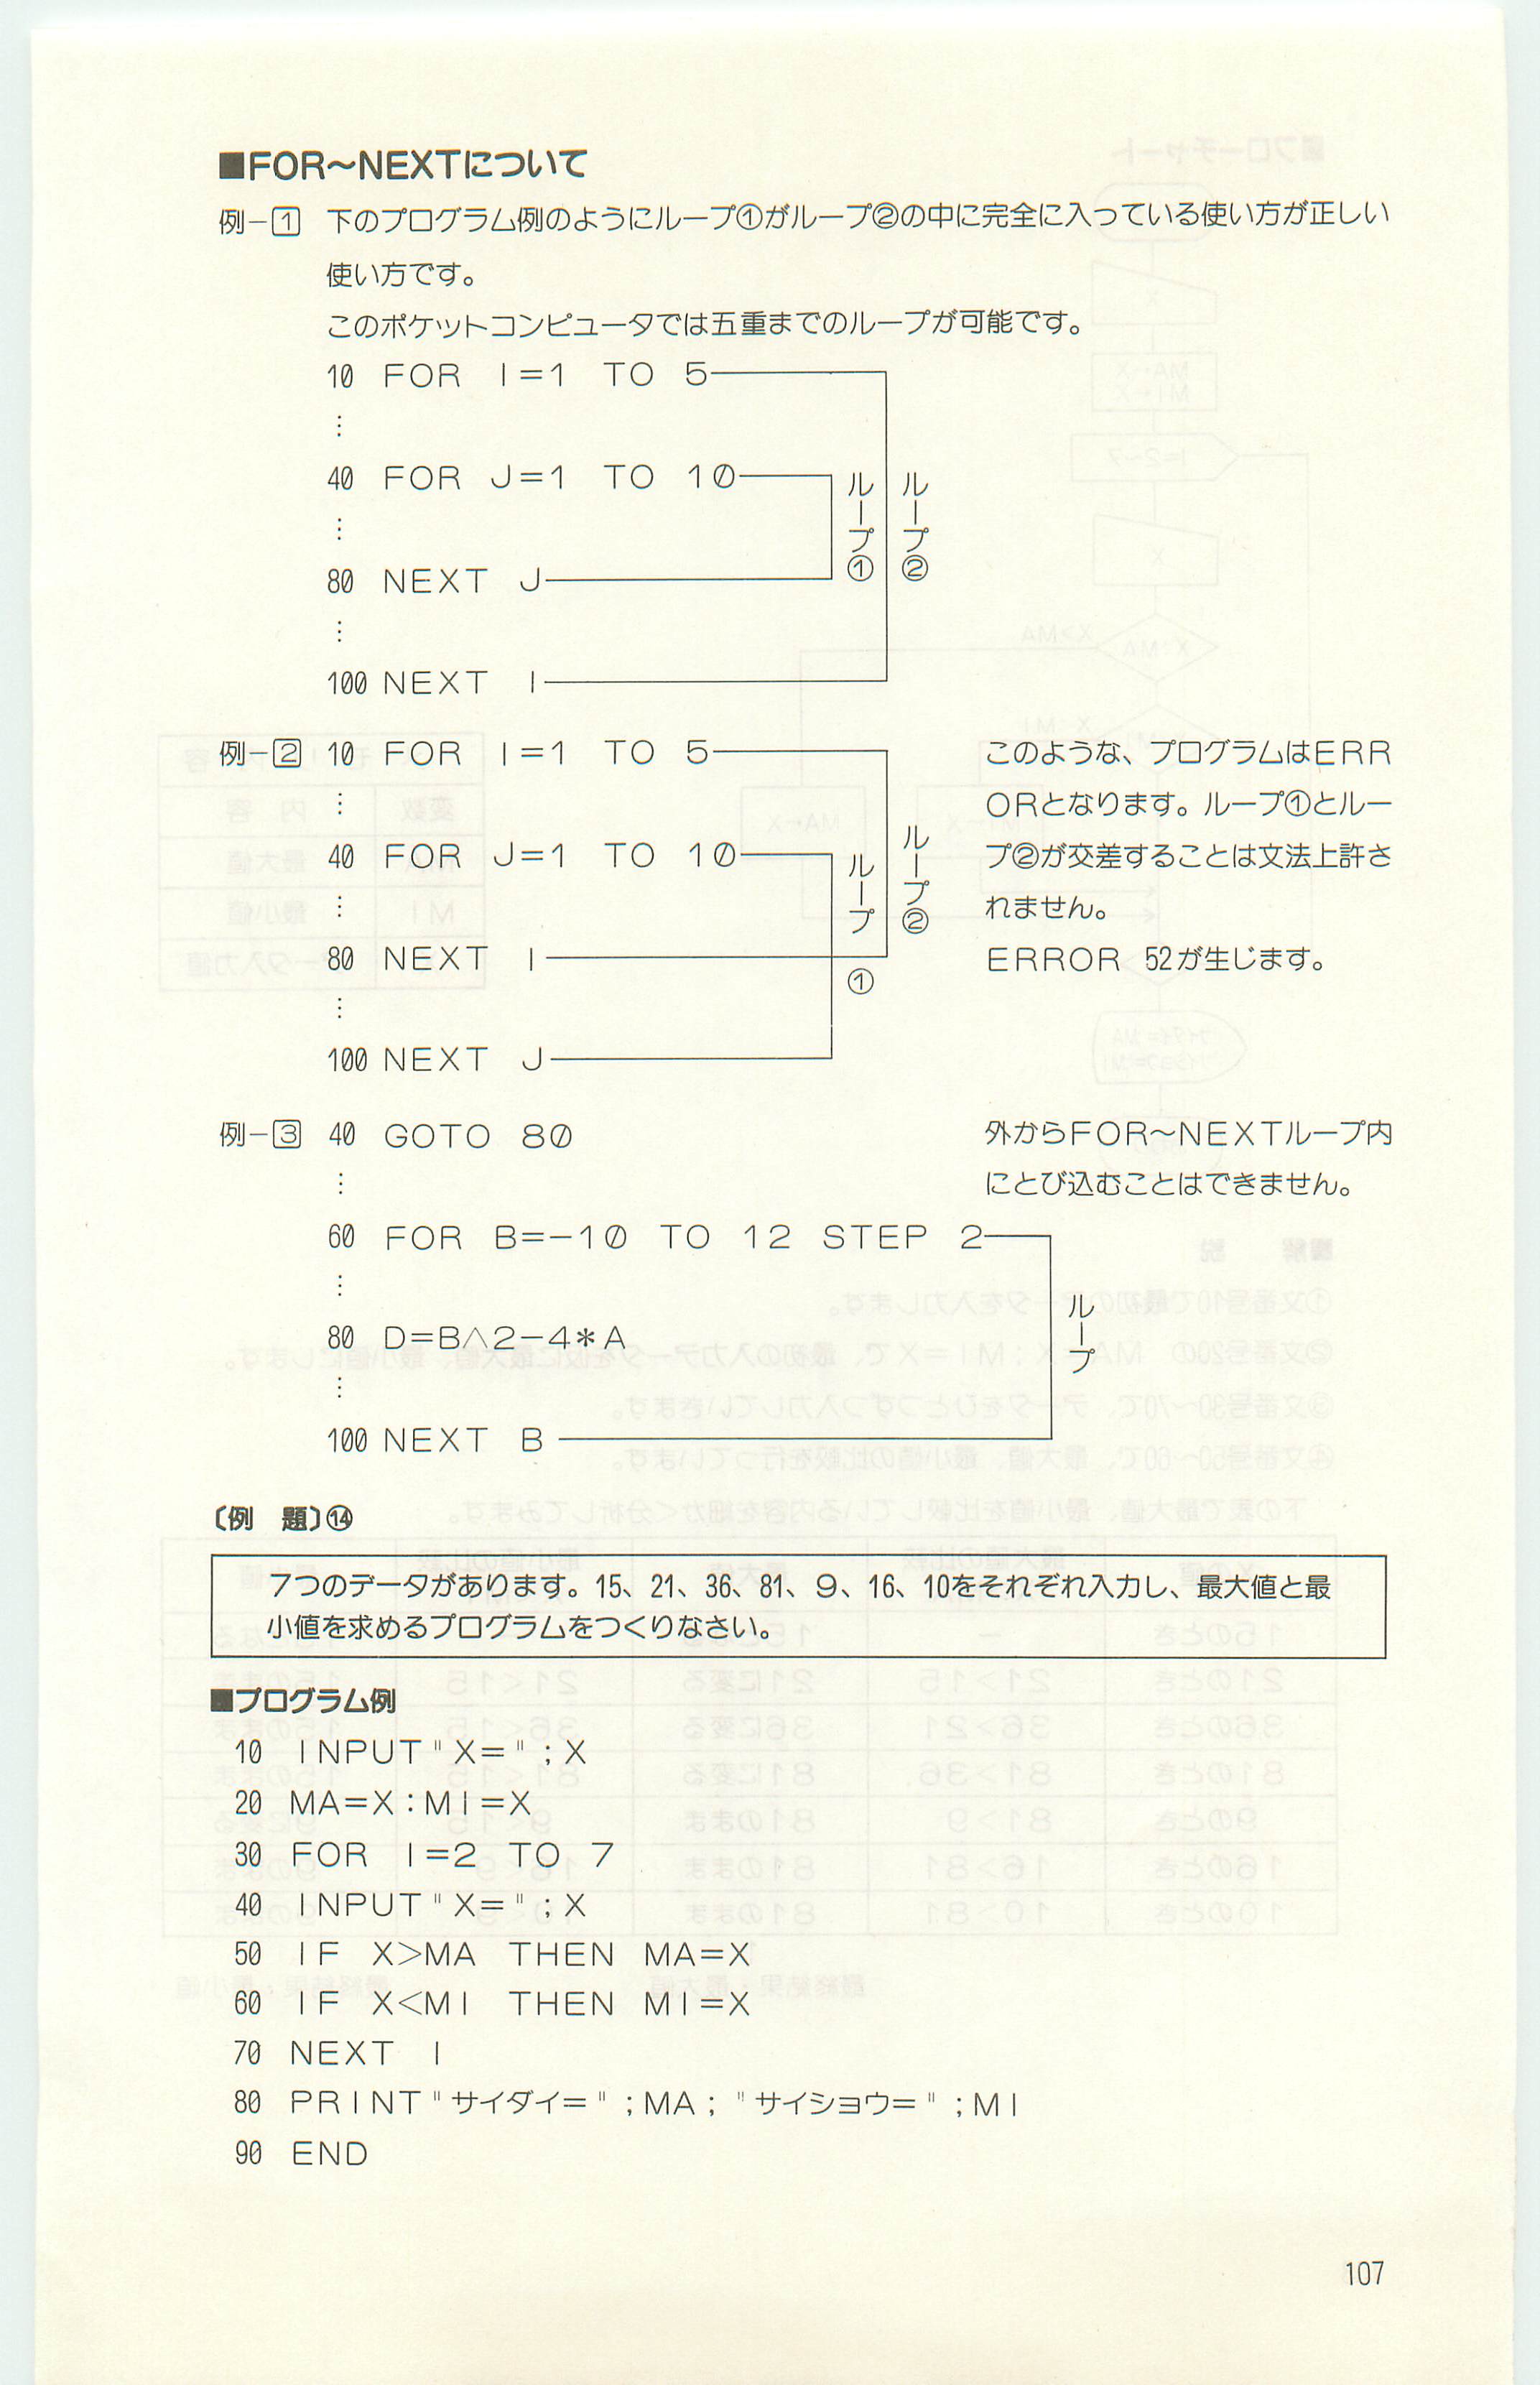 ■FOR〜NEXTについて
例−1 下のプログラム例のようにループ①がループ②の中に完全に入っている使い方が正しい
使い方です。
このポケットコンピュータでは五重までのループが可能です。
10 FOR I=1 TO 5
⋮
40 FOR J=1 TO 10
⋮
80 NEXT J
⋮
100 NEXT I
ループ①
ループ②
例−2 10 FOR I=1 TO 5
⋮
40 FOR J=1 TO 10
⋮
80 NEXT I
⋮
100 NEXT J
ループ①
ループ②
このような、プログラムはERR
ORとなります。ループ①とルー
プ②が交差することは文法上許さ
れません。
ERROR 52が生じます。
例−3 40 GOTO 80
⋮
60 FOR B=−10 TO 12 STEP 2
⋮
80 D=B∧2−4*A
⋮
100 NEXT B
ループ
外からFOR〜NEXTループ内
にとび込むことはできません。
〔例 題〕⑭
7つのデータがあります。15、21、36、81、9、16、10をそれぞれ入力し、最大値と最
小値を求めるプログラムをつくりなさい。
■プログラム例
10 INPUT"X=";X
20 MA=X:MI=X
30 FOR I=2 TO 7
40 INPUT"X=";X
50 IF X>MA THEN MA=X
60 IF X<MI THEN MI=X
70 NEXT I
80 PRINT"サイダイ=";MA;"サイショウ=";MI
90 END
107